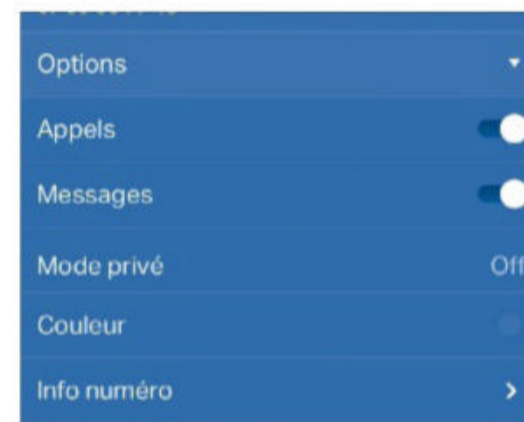 Options
Appels
Messages
Mode privé
Off
Couleur
Info numéro